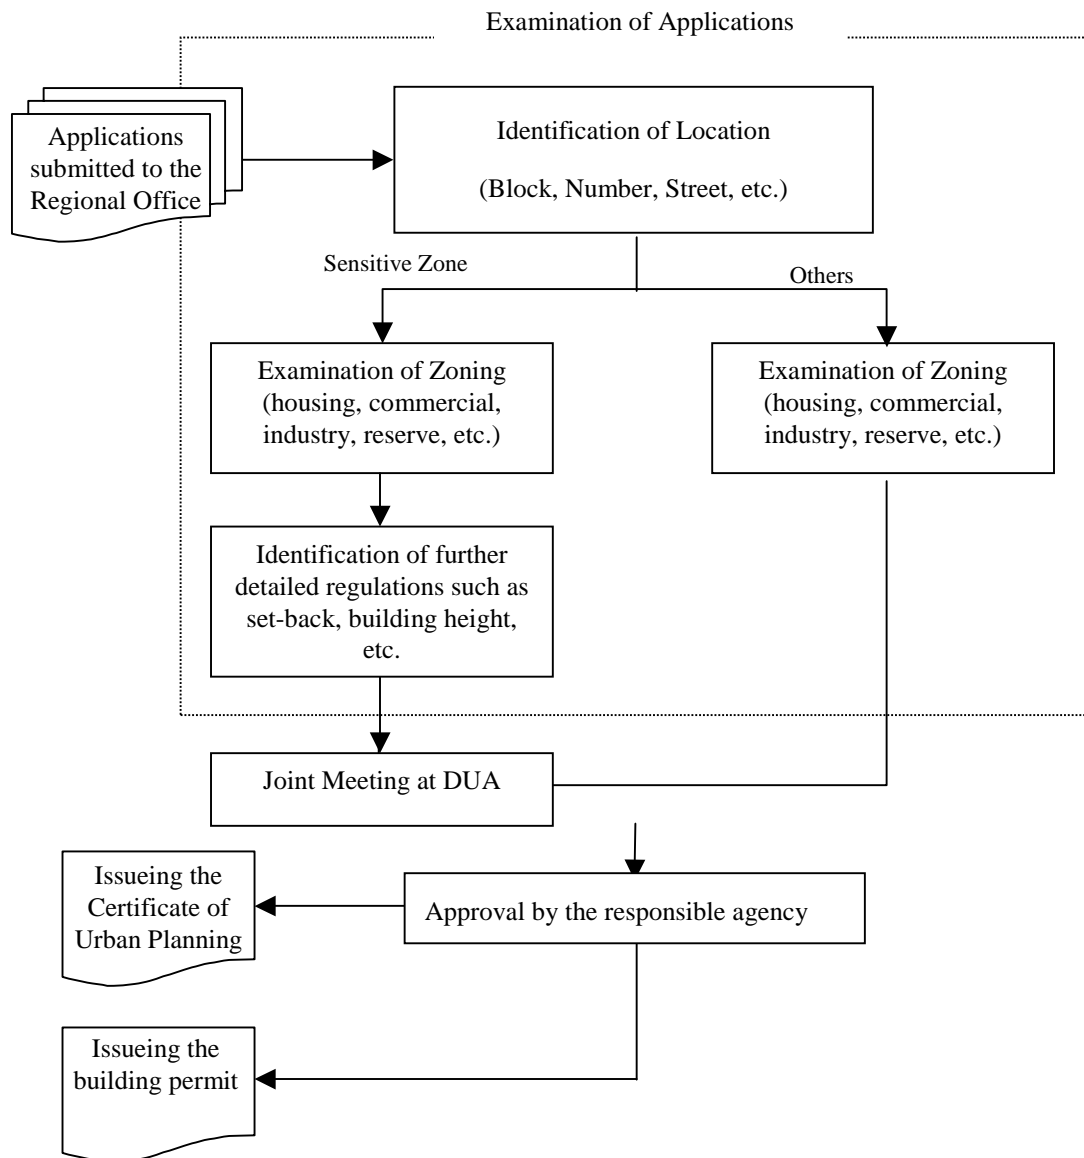 Examination of Applications
Applications
submitted to the
Regional Office
Identification of Location
(Block, Number, Street, etc.)
Sensitive Zone
Others
Examination of Zoning
(housing, commercial,
industry, reserve, etc.)
Examination of Zoning
(housing, commercial,
industry, reserve, etc.)
Identification of further
detailed regulations such as
set-back, building height,
etc.
Joint Meeting at DUA
Issueing the
Certificate of
Urban Planning
Approval by the responsible agency
Issueing the
building permit